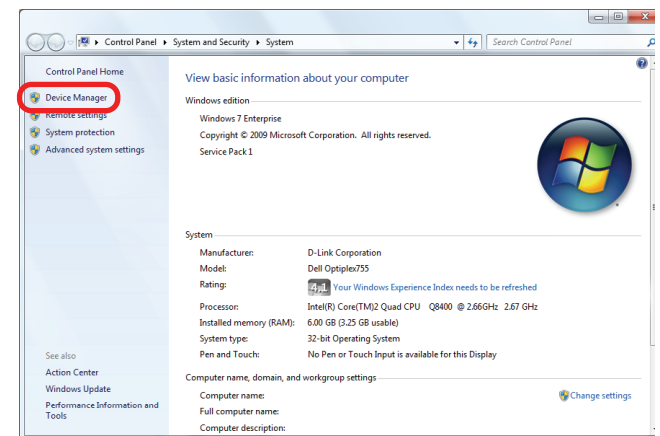 Control Panel ▸ System and Security ▸ System
Search Control Panel
Control Panel Home
Device Manager
Remote settings
System protection
Advanced system settings
View basic information about your computer
Windows edition
Windows 7 Enterprise
Copyright © 2009 Microsoft Corporation. All rights reserved.
Service Pack 1
System
Manufacturer: D-Link Corporation
Model: Dell Optiplex755
Rating: 4,1 Your Windows Experience Index needs to be refreshed
Processor: Intel(R) Core(TM)2 Quad CPU Q8400 @ 2.66GHz 2.67 GHz
Installed memory (RAM): 6.00 GB (3.25 GB usable)
System type: 32-bit Operating System
Pen and Touch: No Pen or Touch Input is available for this Display
Computer name, domain, and workgroup settings
Computer name: Change settings
Full computer name:
Computer description:
See also
Action Center
Windows Update
Performance Information and
Tools